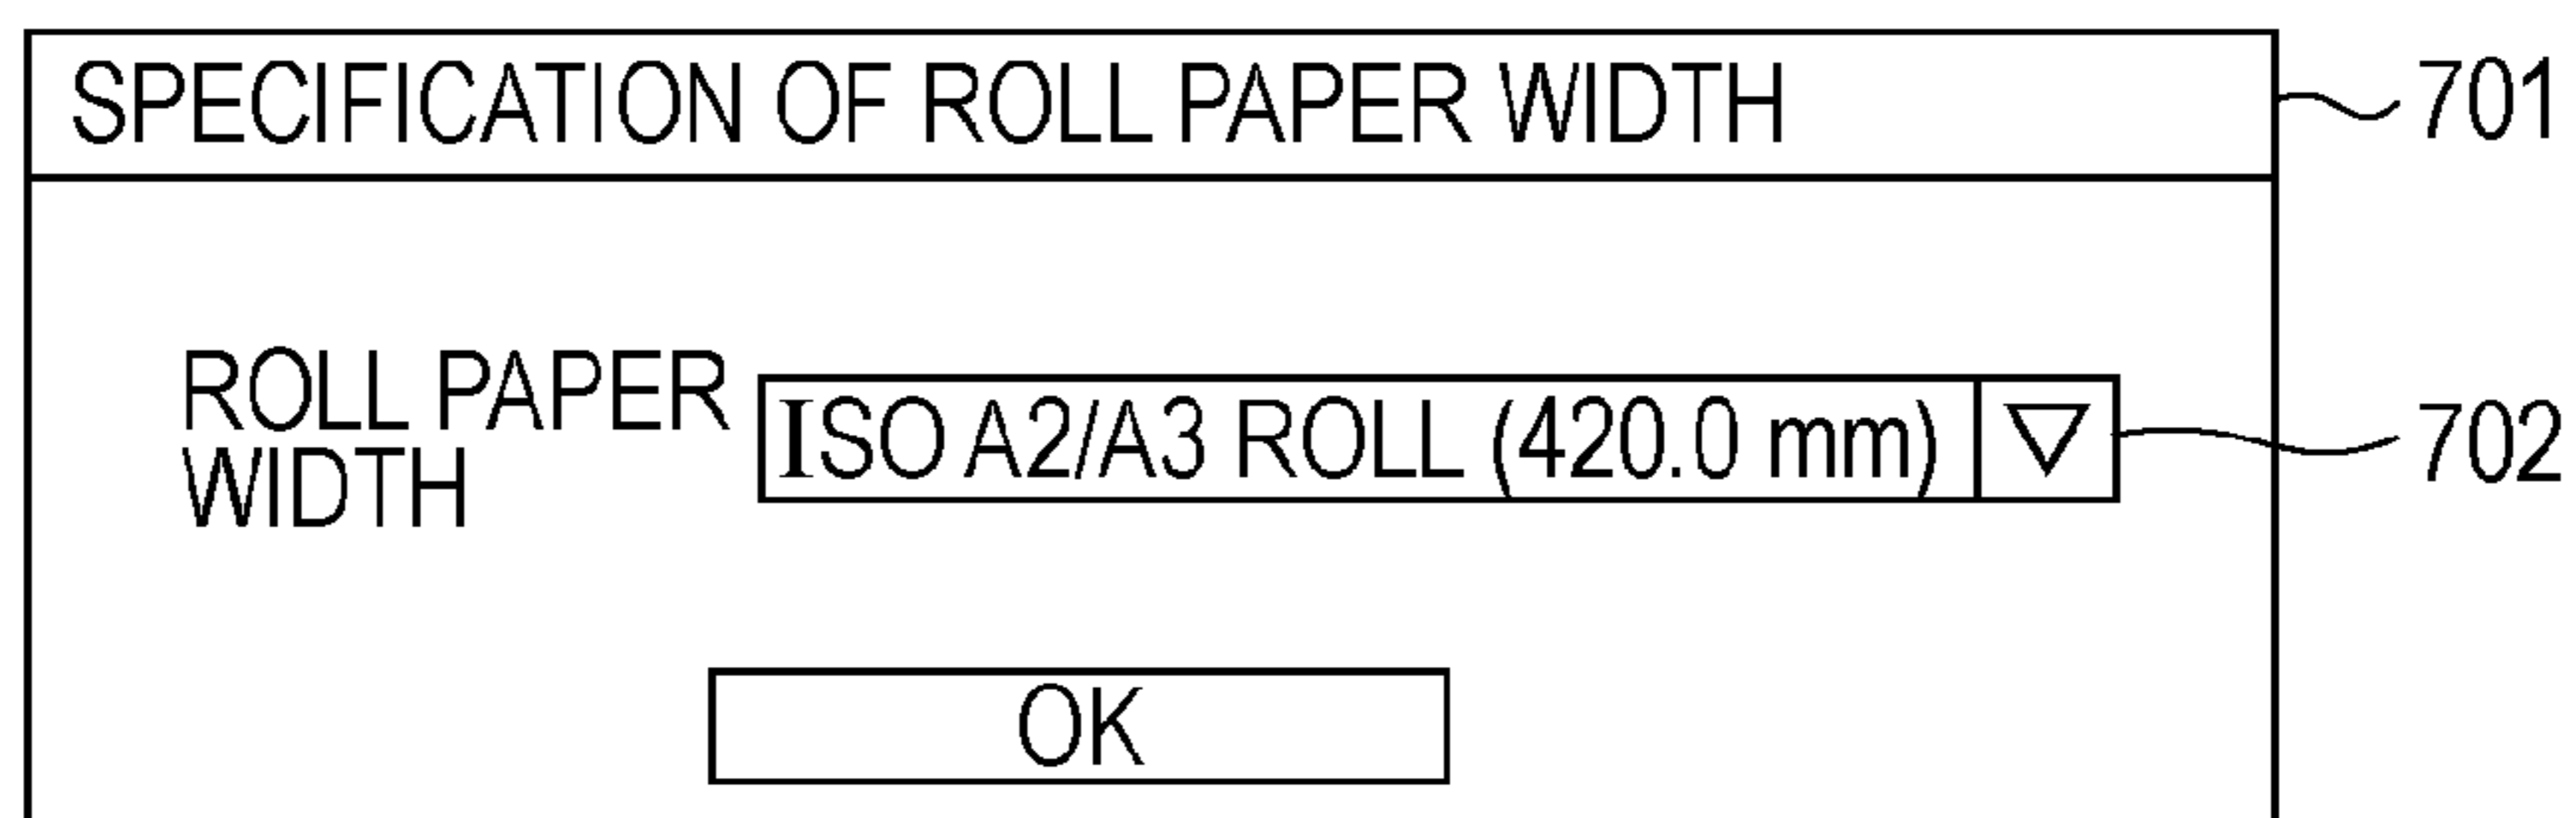 SPECIFICATION OF ROLL PAPER WIDTH
701
ROLL PAPER
WIDTH
ISO A2/A3 ROLL (420.0 mm)
702
OK